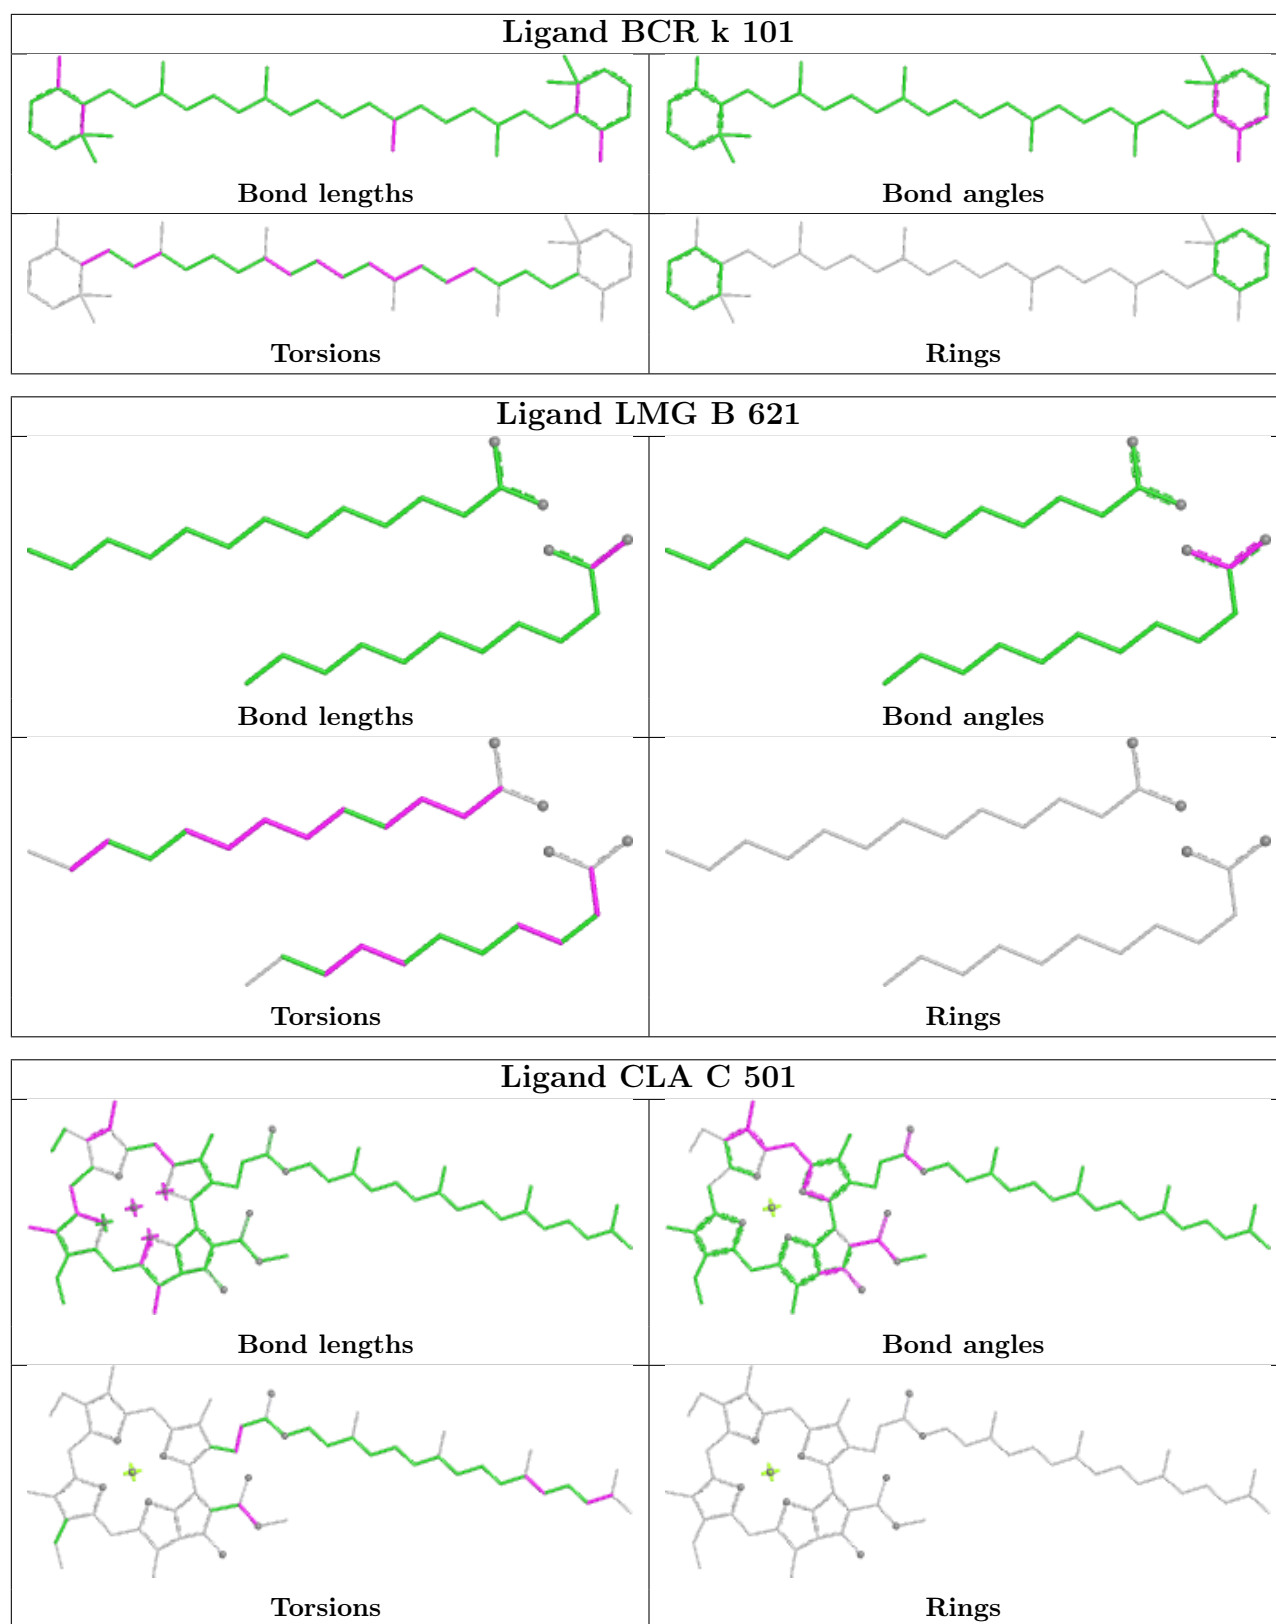 Ligand BCR k 101
Bond lengths
Bond angles
Torsions
Rings
Ligand LMG B 621
Bond lengths
Bond angles
Torsions
Rings
Ligand CLA C 501
Bond lengths
Bond angles
Torsions
Rings